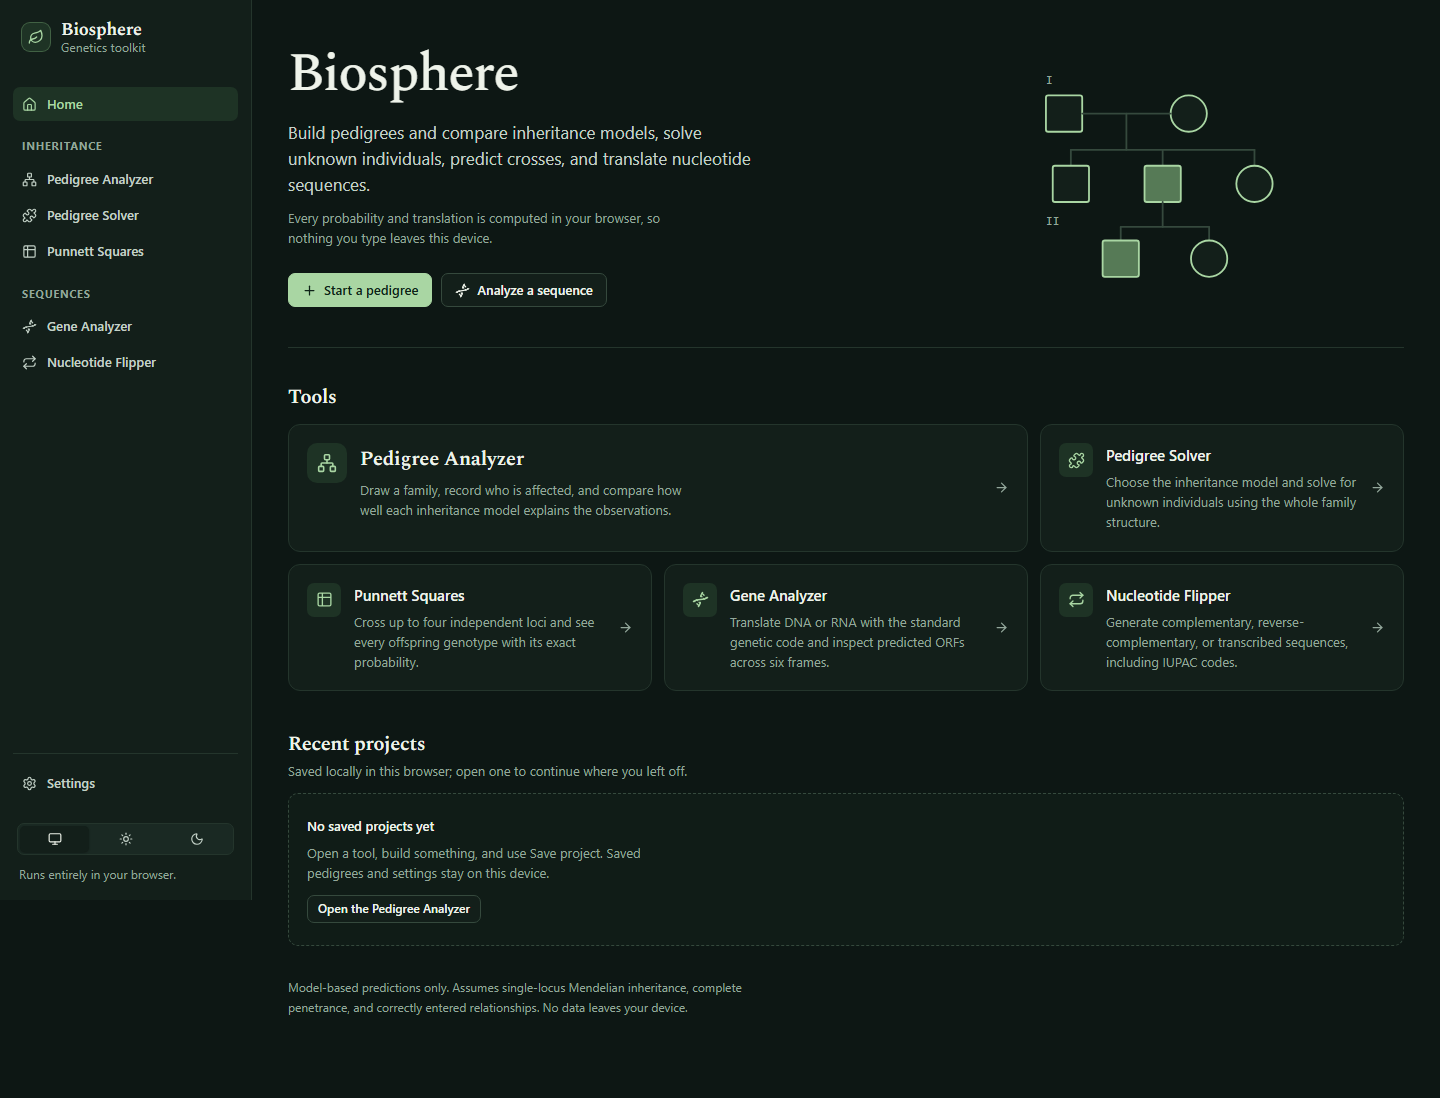 Biosphere
Genetics toolkit
Home
INHERITANCE
Pedigree Analyzer
Pedigree Solver
Punnett Squares
SEQUENCES
Gene Analyzer
Nucleotide Flipper
Settings
Runs entirely in your browser.
Biosphere
Build pedigrees and compare inheritance models, solve
unknown individuals, predict crosses, and translate nucleotide
sequences.
Every probability and translation is computed in your browser, so
nothing you type leaves this device.
Start a pedigree
Analyze a sequence
I
II
Tools
Pedigree Analyzer
Draw a family, record who is affected, and compare how
well each inheritance model explains the observations.
Pedigree Solver
Choose the inheritance model and solve for
unknown individuals using the whole family
structure.
Punnett Squares
Cross up to four independent loci and see
every offspring genotype with its exact
probability.
Gene Analyzer
Translate DNA or RNA with the standard
genetic code and inspect predicted ORFs
across six frames.
Nucleotide Flipper
Generate complementary, reverse-
complementary, or transcribed sequences,
including IUPAC codes.
Recent projects
Saved locally in this browser; open one to continue where you left off.
No saved projects yet
Open a tool, build something, and use Save project. Saved
pedigrees and settings stay on this device.
Open the Pedigree Analyzer
Model-based predictions only. Assumes single-locus Mendelian inheritance, complete
penetrance, and correctly entered relationships. No data leaves your device.